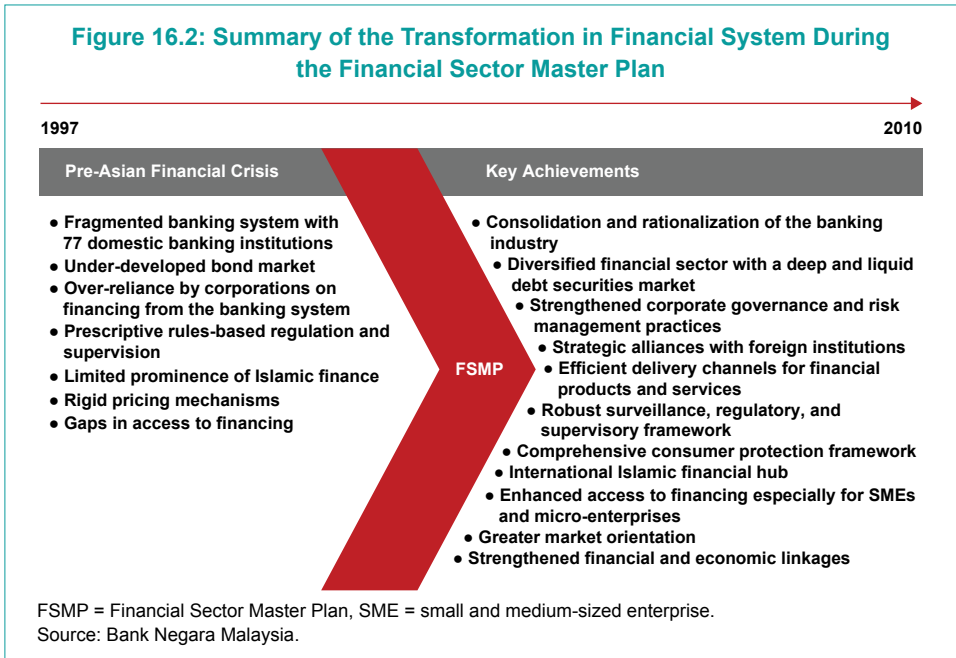 Figure 16.2: Summary of the Transformation in Financial System During
the Financial Sector Master Plan
1997
2010
Pre-Asian Financial Crisis
● Fragmented banking system with
77 domestic banking institutions
● Under-developed bond market
● Over-reliance by corporations on
financing from the banking system
● Prescriptive rules-based regulation and
supervision
● Limited prominence of Islamic finance
● Rigid pricing mechanisms
● Gaps in access to financing
FSMP
Key Achievements
● Consolidation and rationalization of the banking
industry
● Diversified financial sector with a deep and liquid
debt securities market
● Strengthened corporate governance and risk
management practices
● Strategic alliances with foreign institutions
● Efficient delivery channels for financial
products and services
● Robust surveillance, regulatory, and
supervisory framework
● Comprehensive consumer protection framework
● International Islamic financial hub
● Enhanced access to financing especially for SMEs
and micro-enterprises
● Greater market orientation
● Strengthened financial and economic linkages
FSMP = Financial Sector Master Plan, SME = small and medium-sized enterprise.
Source: Bank Negara Malaysia.